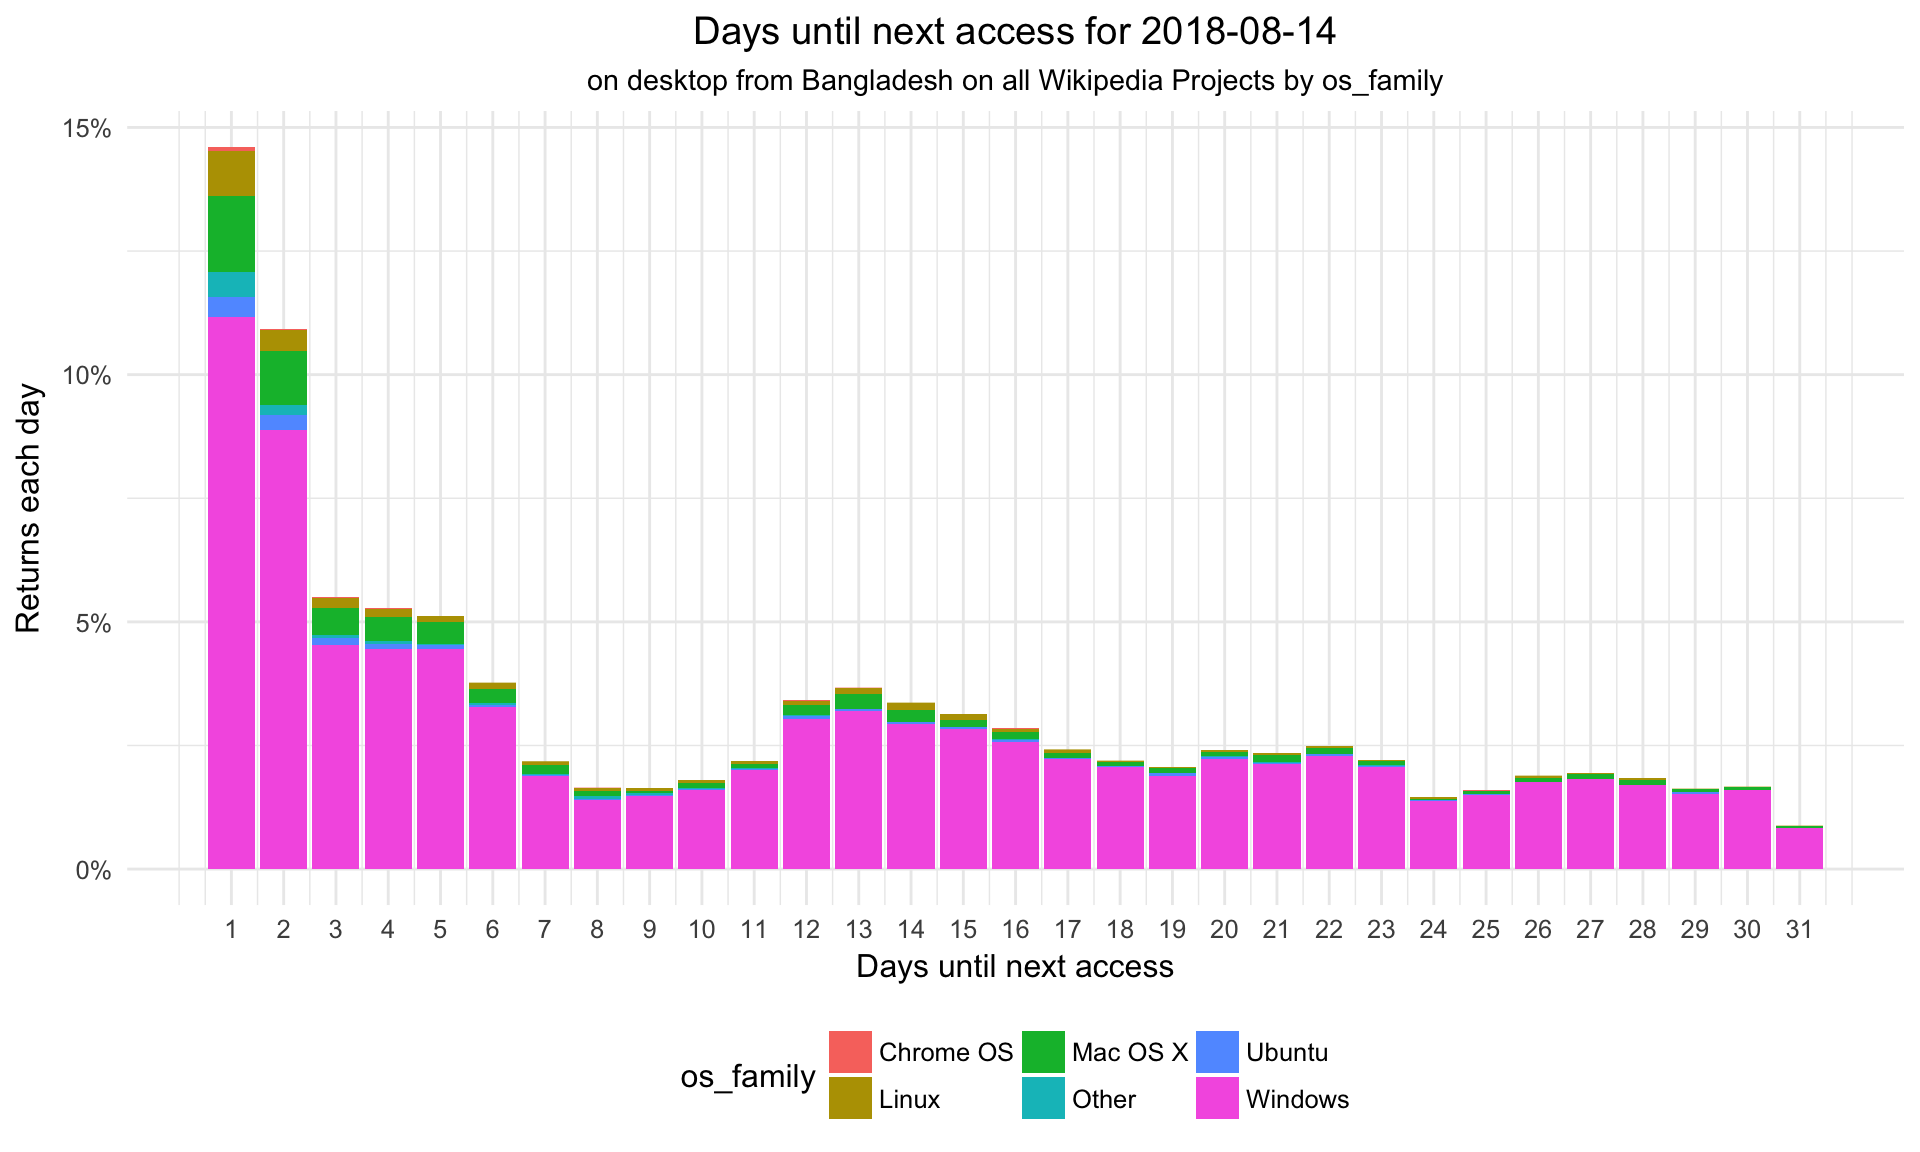 Days until next access for 2018-08-14
on desktop from Bangladesh on all Wikipedia Projects by os_family
Returns each day
15%
10%
5%
0%
1 2 3 4 5 6 7 8 9 10 11 12 13 14 15 16 17 18 19 20 21 22 23 24 25 26 27 28 29 30 31
Days until next access
os_family
Chrome OS Mac OS X Ubuntu
Linux Other Windows